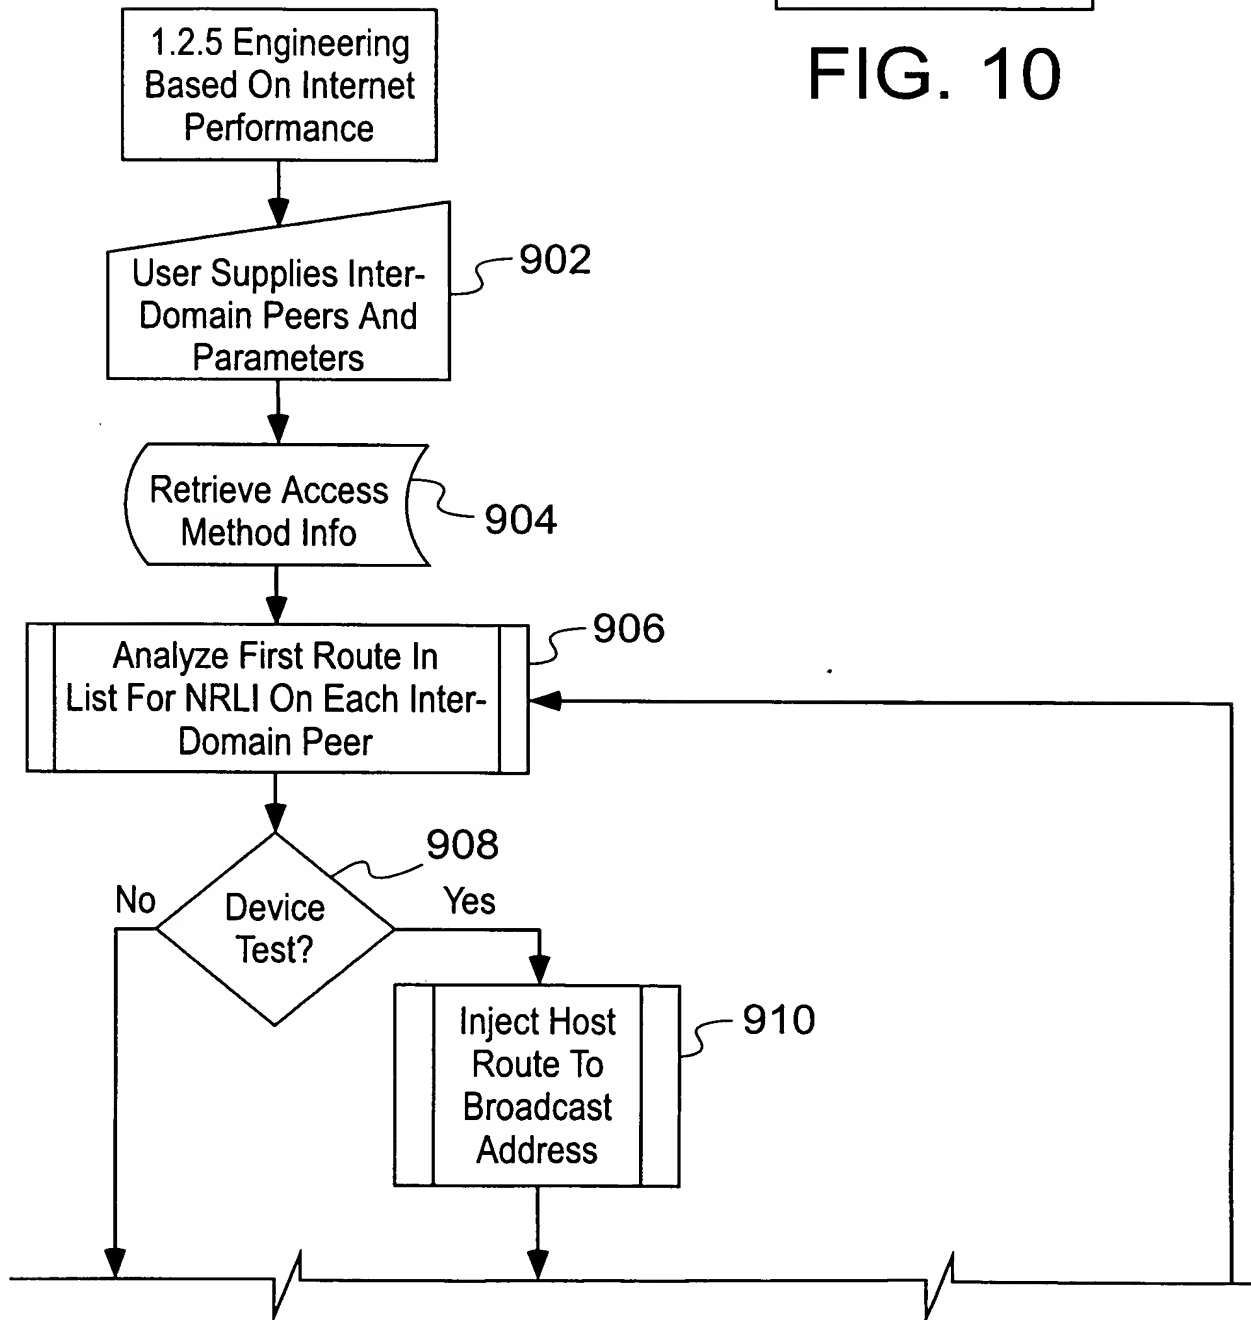 1.2.5 Engineering
Based On Internet
Performance
FIG. 10
User Supplies Inter-
Domain Peers And
Parameters
902
Retrieve Access
Method Info
904
Analyze First Route In
List For NRLI On Each Inter-
Domain Peer
906
908
No
Device
Test?
Yes
Inject Host
Route To
Broadcast
Address
910